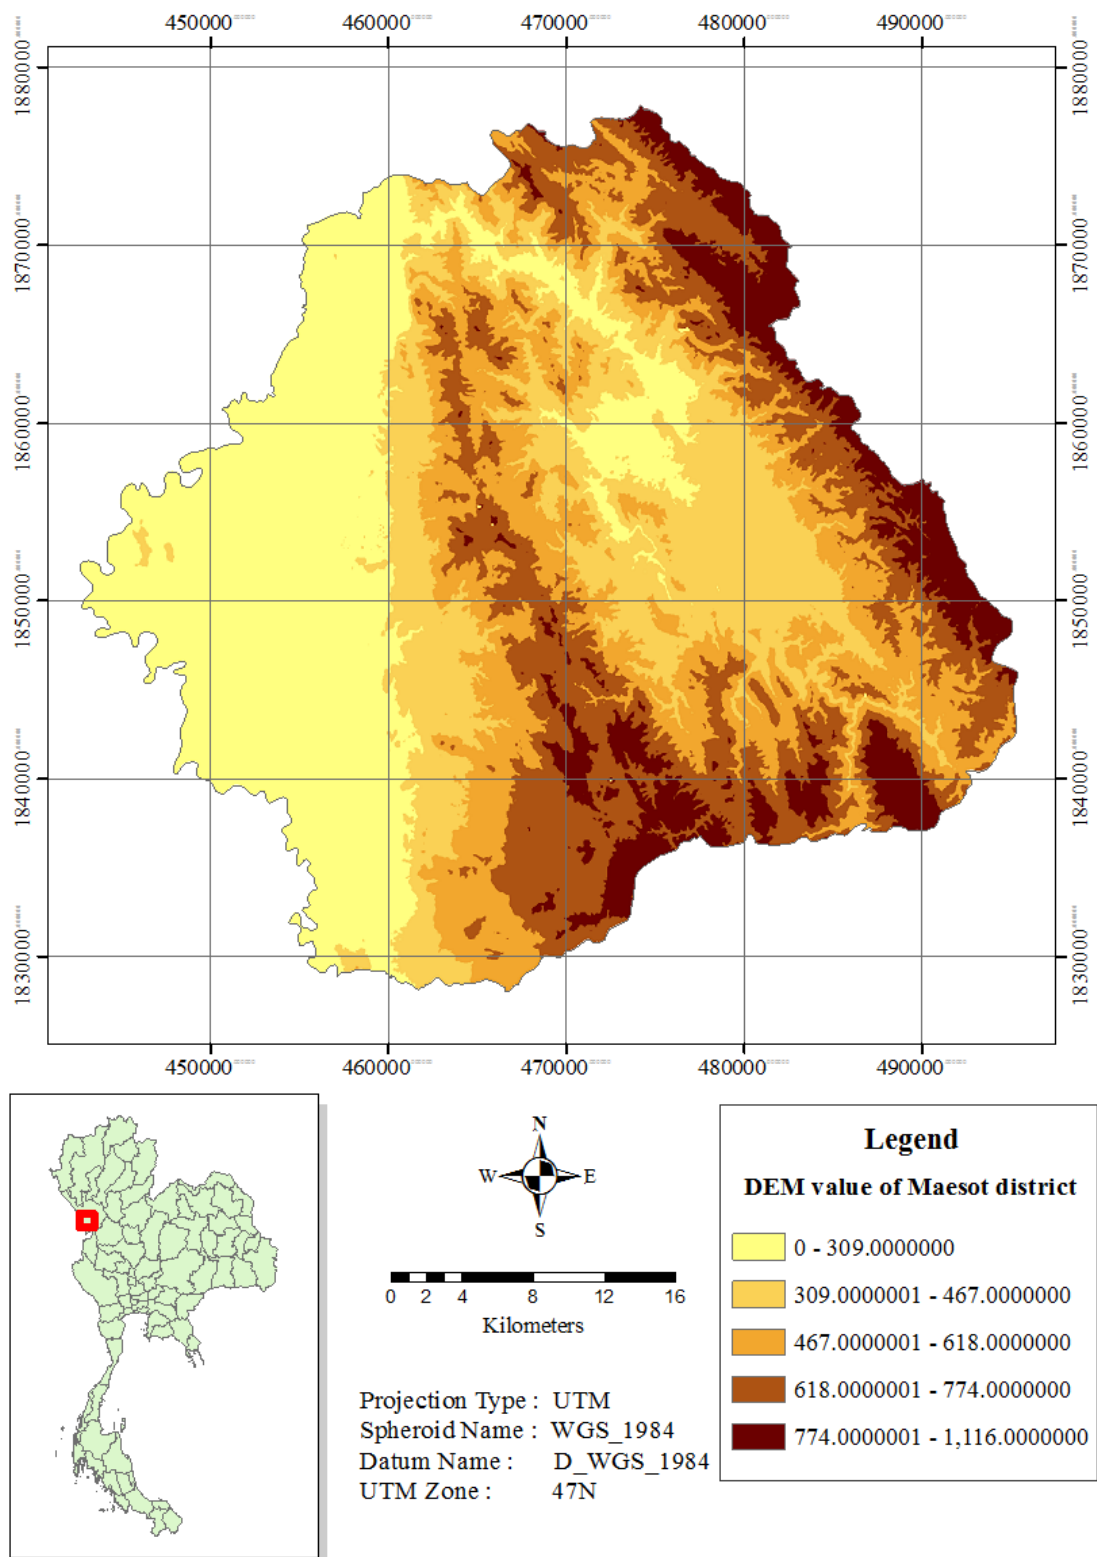 450000 460000 470000 480000 490000
1880000 1880000
1870000 1870000
1860000 1860000
1850000 1850000
1840000 1840000
1830000 1830000
450000 460000 470000 480000 490000
N
W E
S
0 2 4 8 12 16
Kilometers
Projection Type : UTM
Spheroid Name : WGS_1984
Datum Name : D_WGS_1984
UTM Zone : 47N
Legend
DEM value of Maesot district
0 - 309.0000000
309.0000001 - 467.0000000
467.0000001 - 618.0000000
618.0000001 - 774.0000000
774.0000001 - 1,116.0000000